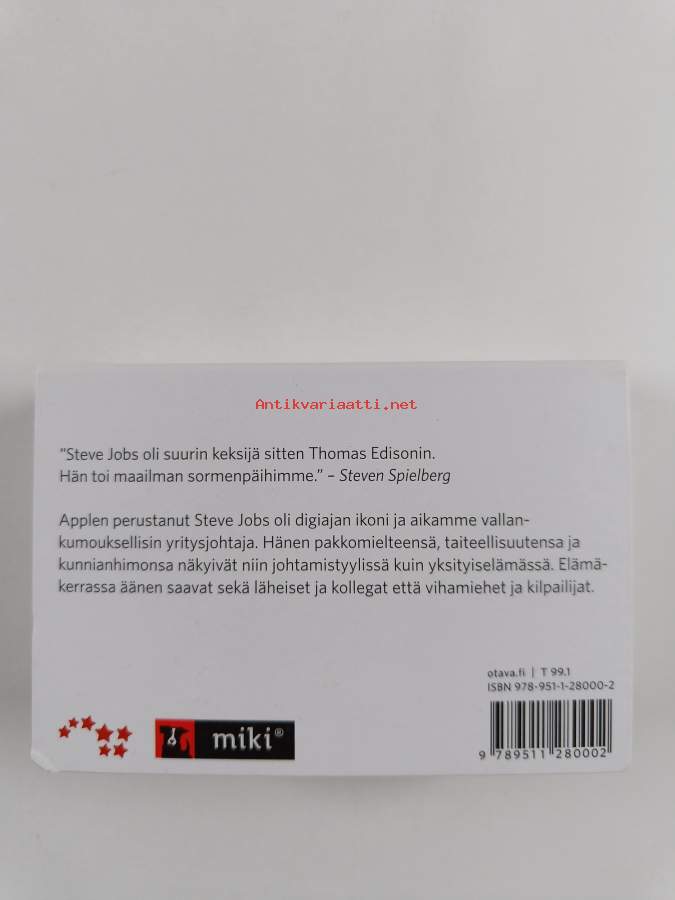 Antikvariaatti.net
"Steve Jobs oli suurin keksijä sitten Thomas Edisonin.
Hän toi maailman sormenpäihimme.” – Steven Spielberg
Applen perustanut Steve Jobs oli digiajan ikoni ja aikamme vallan-
kumouksellisin yritysjohtaja. Hänen pakkomielteensä, taiteellisuutensa ja
kunnianhimonsa näkyivät niin johtamistyylissä kuin yksityiselämässä. Elämä-
kerrassa äänen saavat sekä läheiset ja kollegat että vihamiehet ja kilpailijat.
otava.fi | T 99.1
ISBN 978-951-1-28000-2
miki®
9 789511 280002